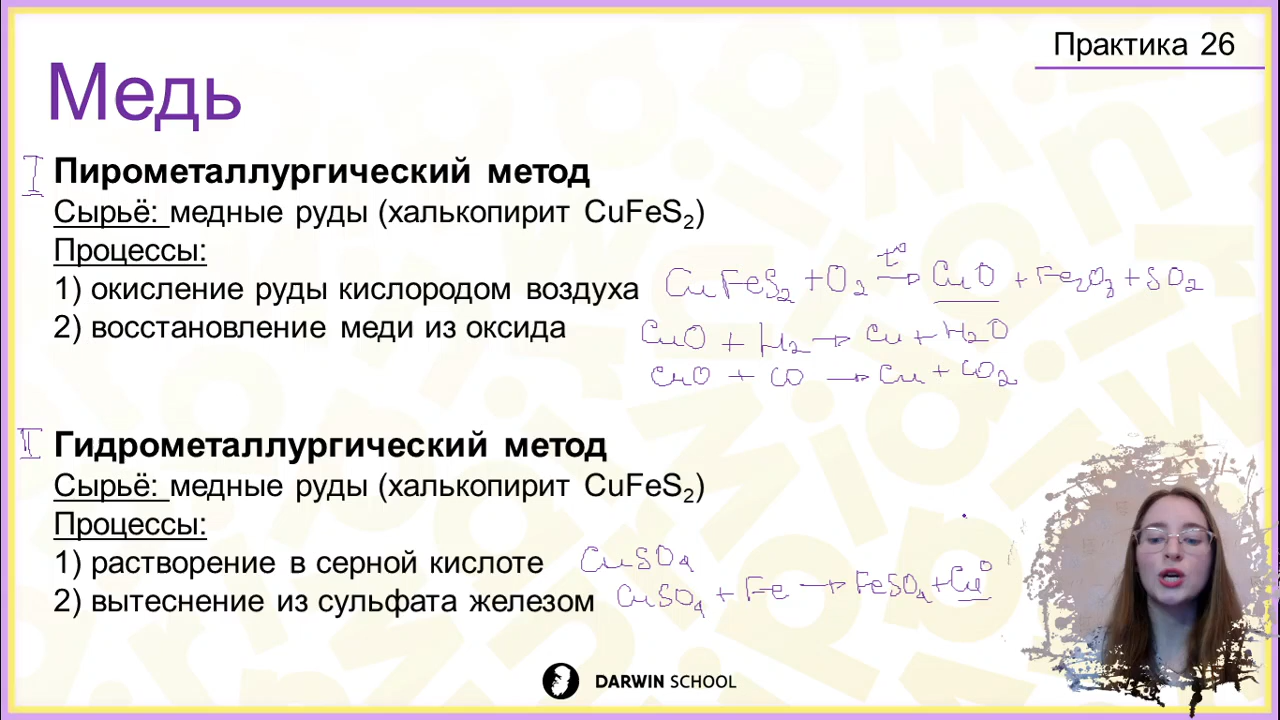 Практика 26
Медь
I Пирометаллургический метод
Сырьё: медные руды (халькопирит CuFeS₂)
Процессы:
1) окисление руды кислородом воздуха CuFeS₂ + O₂ →t° CuO + Fe₂O₃ + SO₂
2) восстановление меди из оксида CuO + H₂ → Cu + H₂O
CuO + CO → Cu + CO₂
II Гидрометаллургический метод
Сырьё: медные руды (халькопирит CuFeS₂)
Процессы:
1) растворение в серной кислоте CuSO₄
2) вытеснение из сульфата железом CuSO₄ + Fe → FeSO₄ + Cu⁰
DARWIN SCHOOL